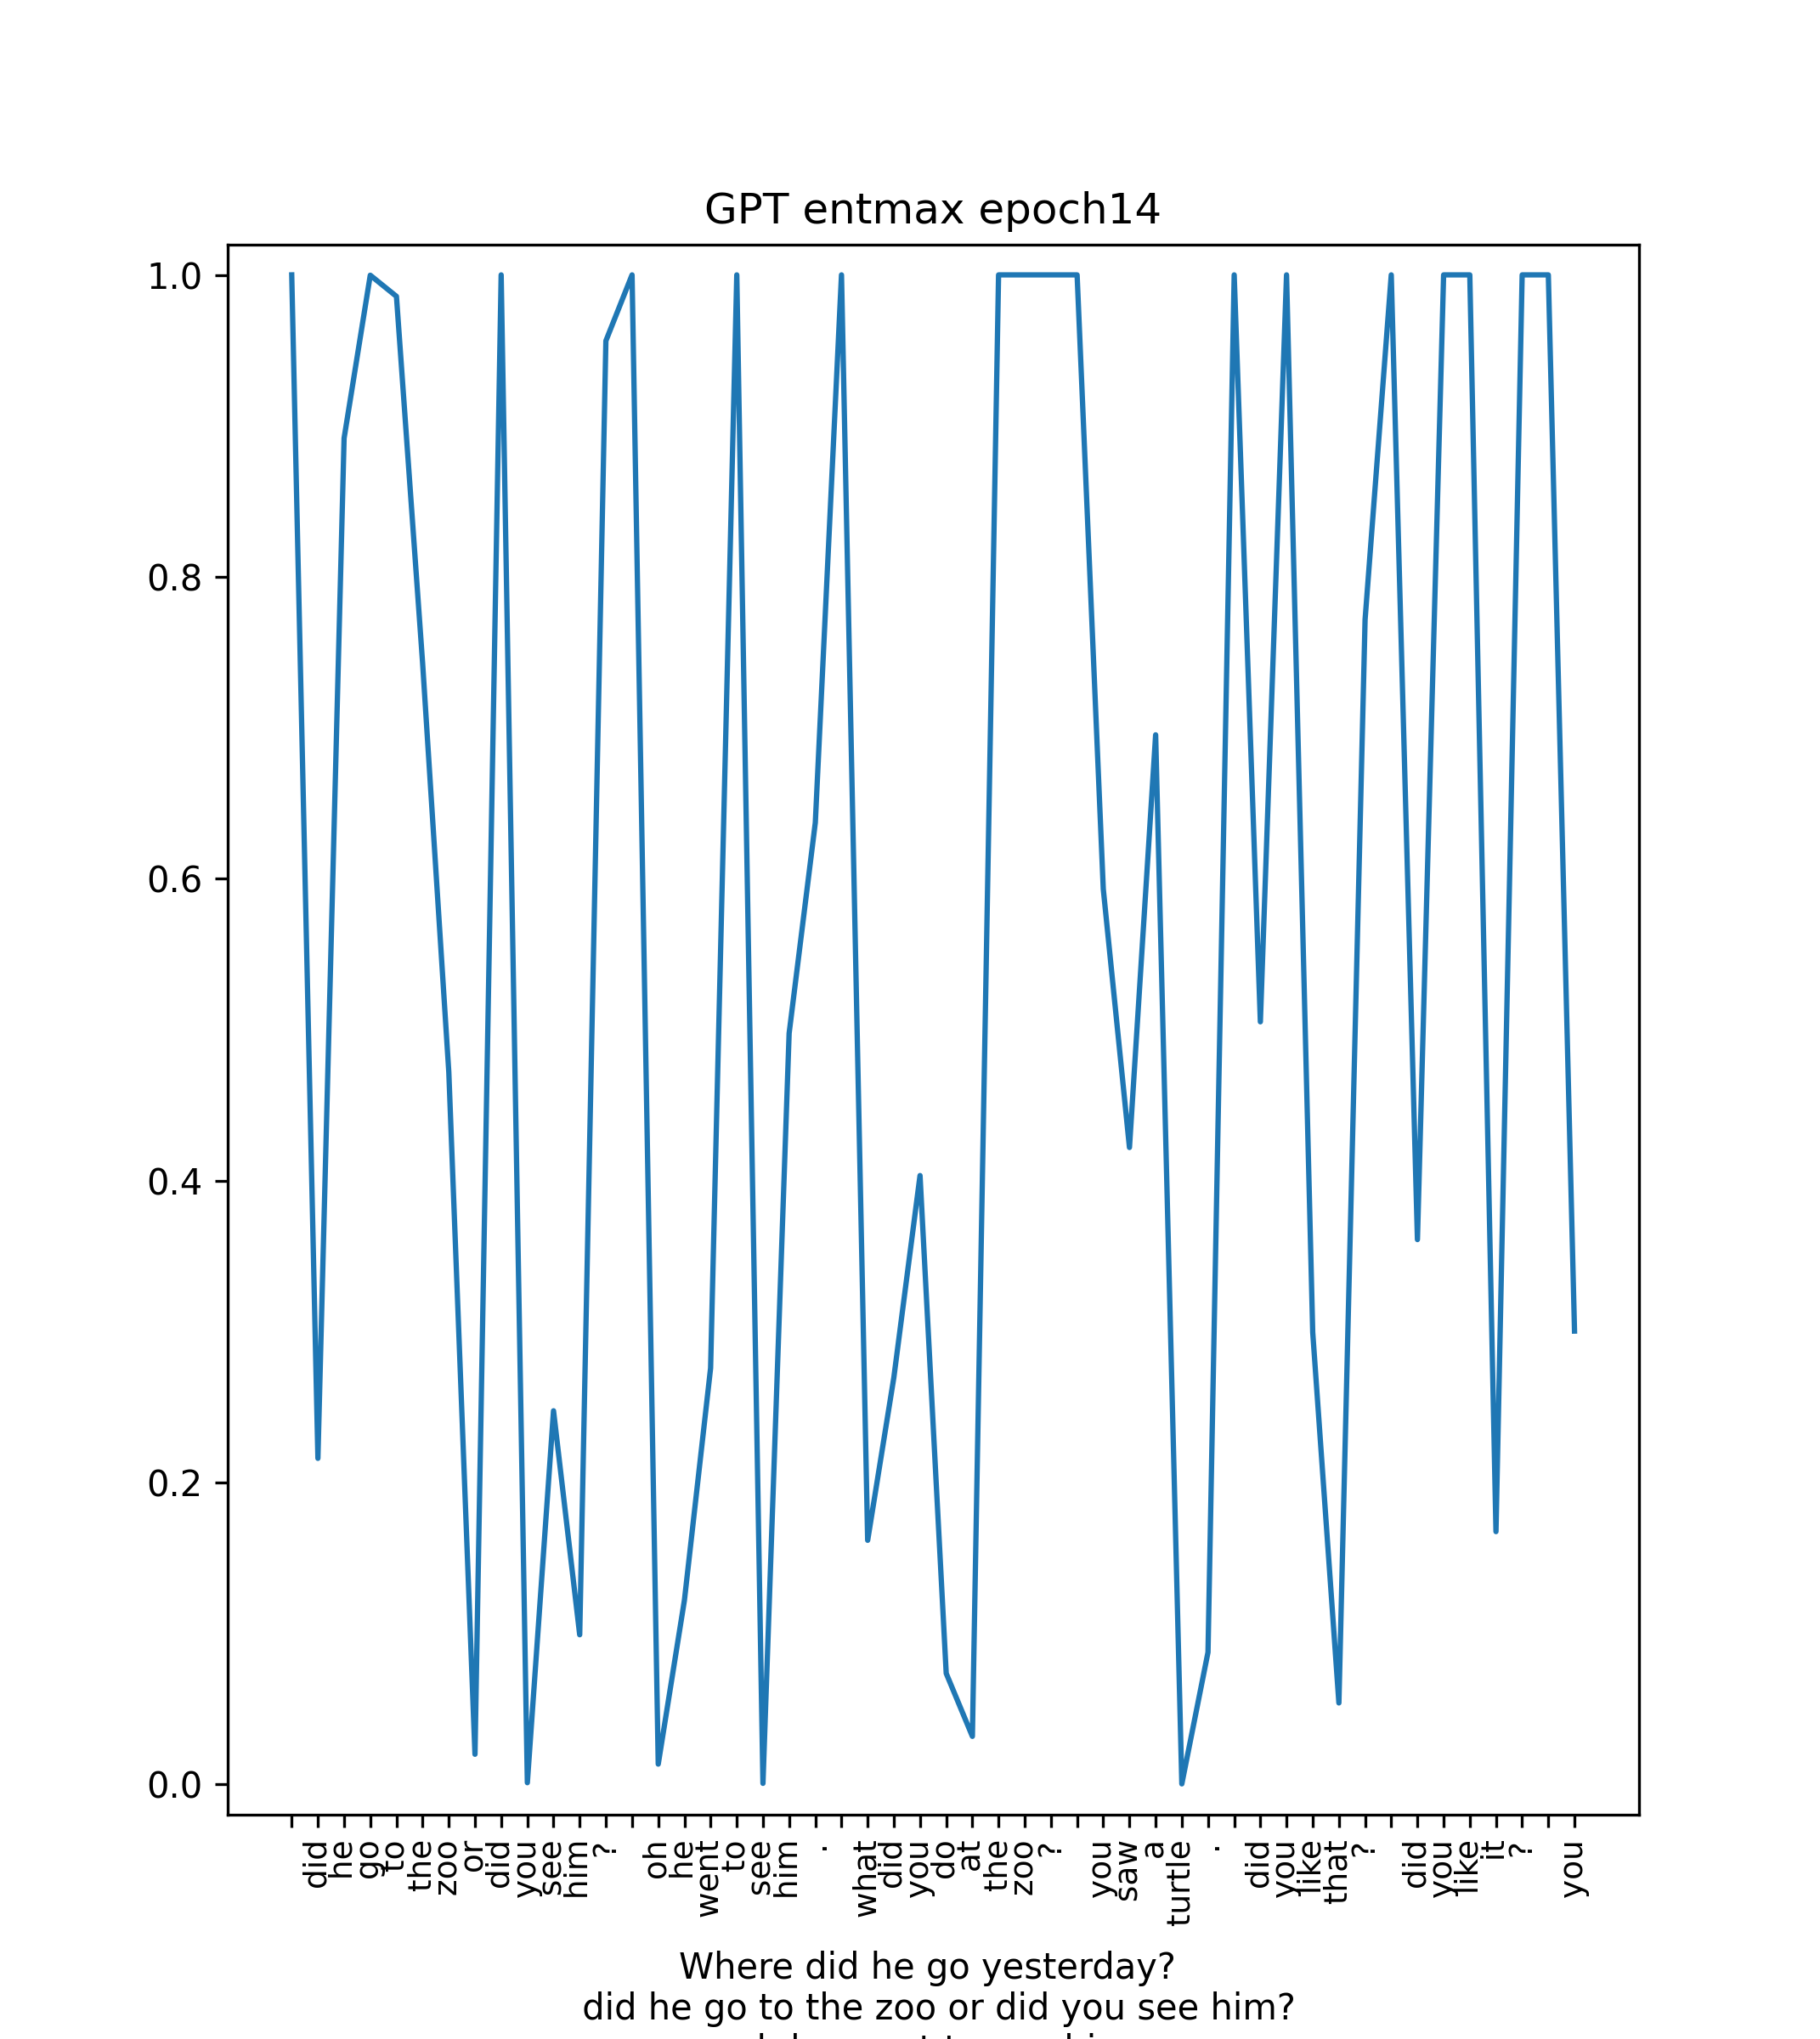 GPT entmax epoch14
1.0
0.8
0.6
0.4
0.2
0.0
did he go to the zoo or did you see him ? oh he went to see him . what did you do at the zoo ? you saw a turtle . did you like that ? did you like it ? you
Where did he go yesterday?
did he go to the zoo or did you see him?